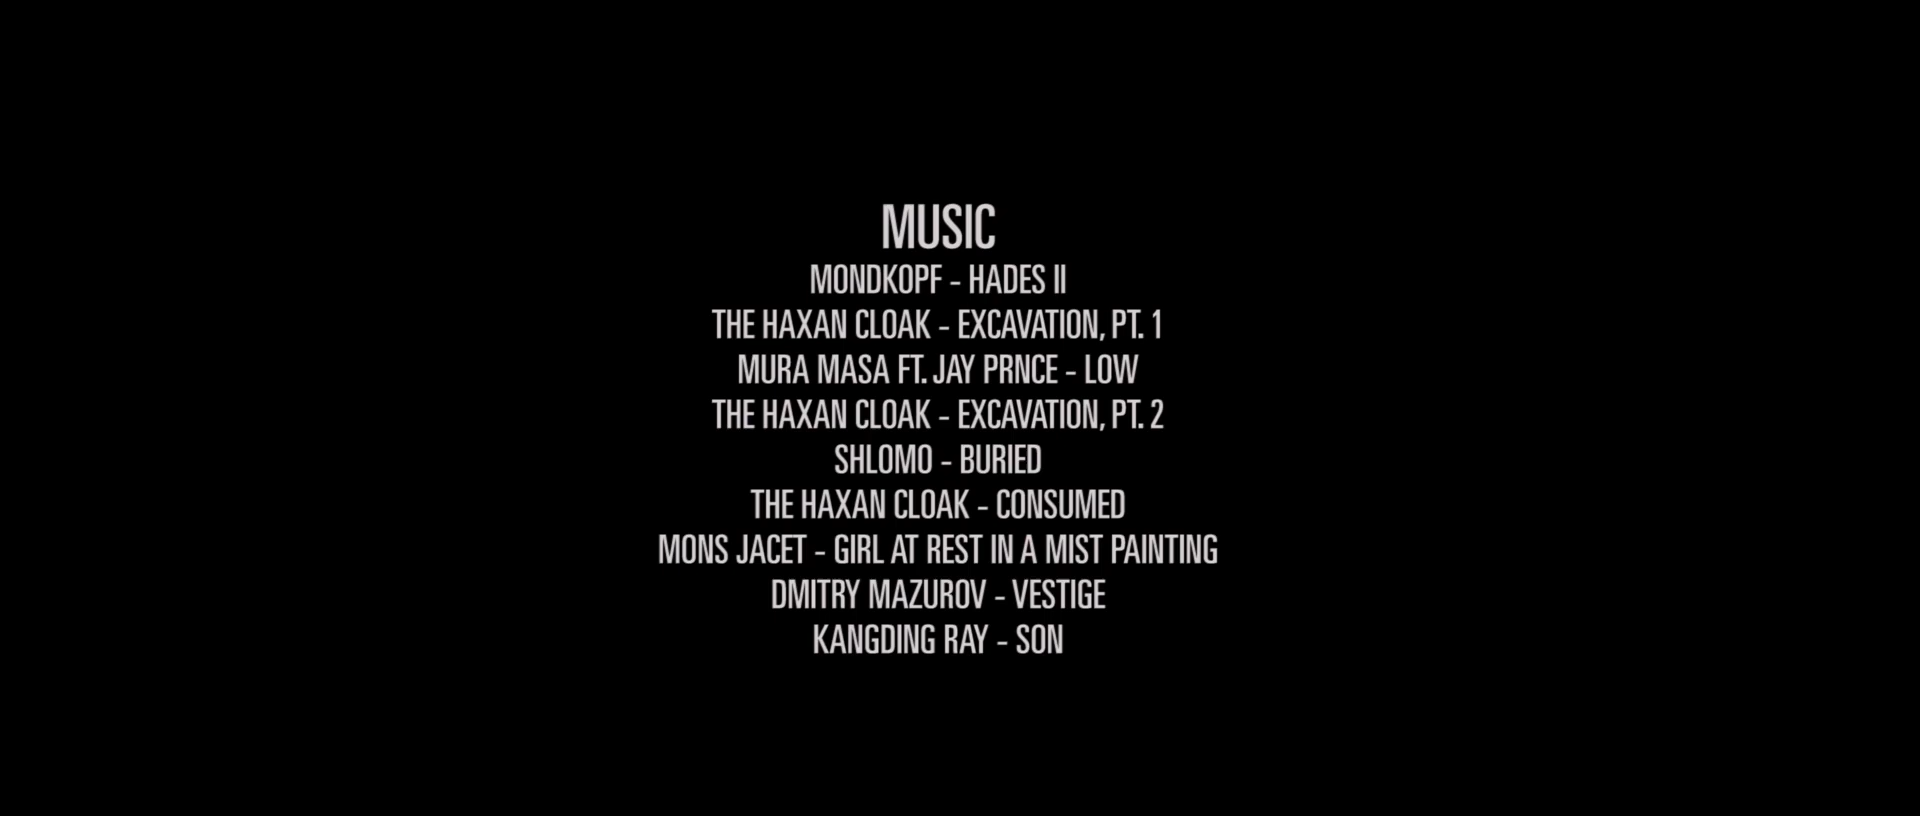 MUSIC
MONDKOPF - HADES II
THE HAXAN CLOAK - EXCAVATION, PT. 1
MURA MASA FT. JAY PRNCE - LOW
THE HAXAN CLOAK - EXCAVATION, PT. 2
SHLOMO - BURIED
THE HAXAN CLOAK - CONSUMED
MONS JACET - GIRL AT REST IN A MIST PAINTING
DMITRY MAZUROV - VESTIGE
KANGDING RAY - SON